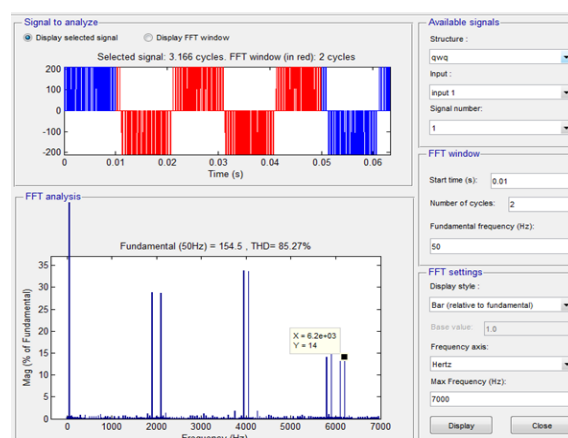 Signal to analyze
Display selected signal Display FFT window
Selected signal: 3.166 cycles. FFT window (in red): 2 cycles
200
100
0
-100
-200
0 0.01 0.02 0.03 0.04 0.05 0.06
Time (s)
FFT analysis
Fundamental (50Hz) = 154.5 , THD= 85.27%
Mag (% of Fundamental)
35
30
25
20
15
10
5
0
X = 6.2e+03
Y = 14
0 1000 2000 3000 4000 5000 6000 7000
Frequency (Hz)
Available signals
Structure :
qwq
Input :
input 1
Signal number:
1
FFT window
Start time (s): 0.01
Number of cycles: 2
Fundamental frequency (Hz):
50
FFT settings
Display style :
Bar (relative to fundamental)
Base value: 1.0
Frequency axis:
Hertz
Max Frequency (Hz):
7000
Display Close